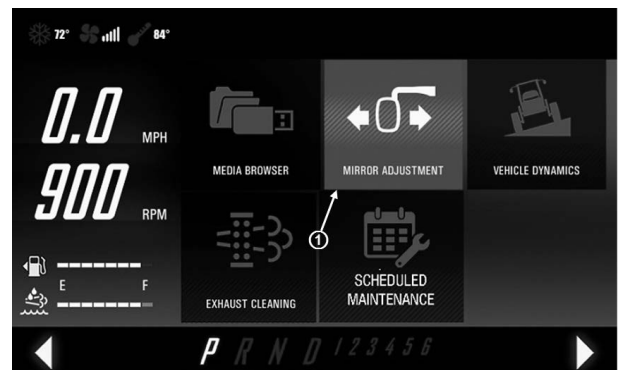 72° 84°
0.0 MPH
900 RPM
MEDIA BROWSER
MIRROR ADJUSTMENT
VEHICLE DYNAMICS
1
EXHAUST CLEANING
SCHEDULED
MAINTENANCE
E F
P R N D 1 2 3 4 5 6